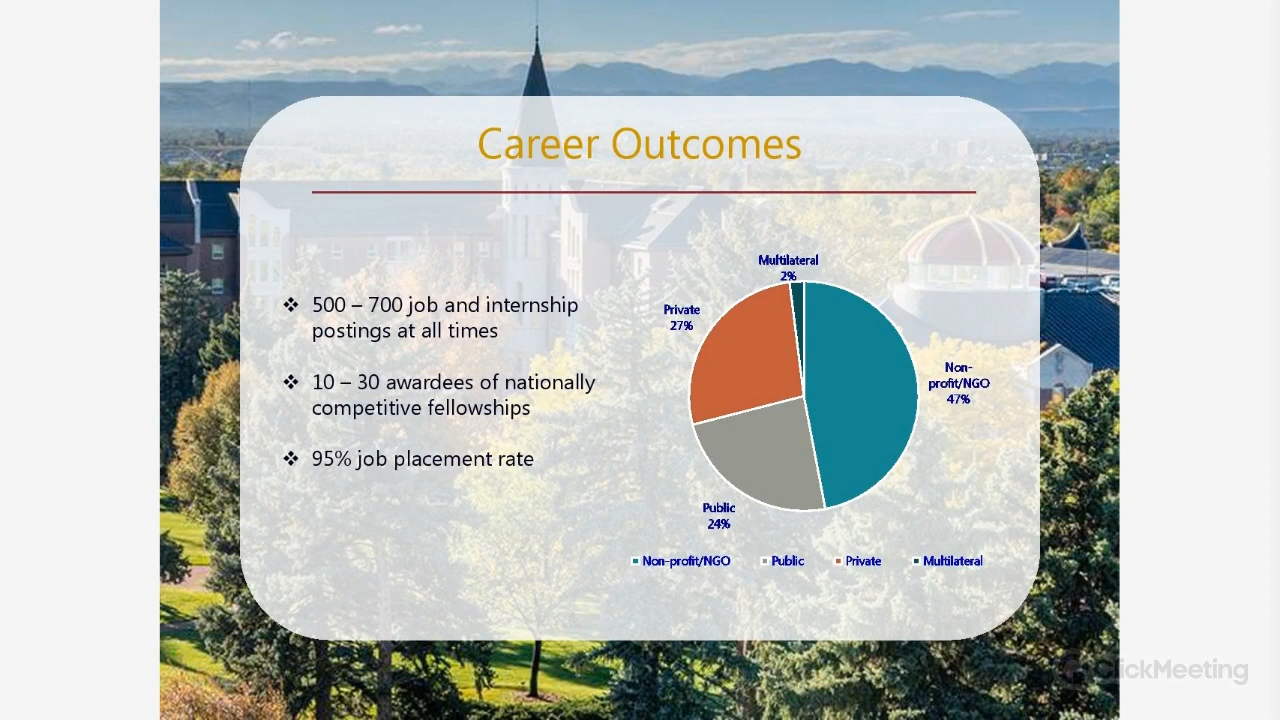 Career Outcomes
❖ 500 – 700 job and internship
postings at all times
❖ 10 – 30 awardees of nationally
competitive fellowships
❖ 95% job placement rate
Multilateral
2%
Private
27%
Non-
profit/NGO
47%
Public
24%
Non-profit/NGO Public Private Multilateral
ClickMeeting